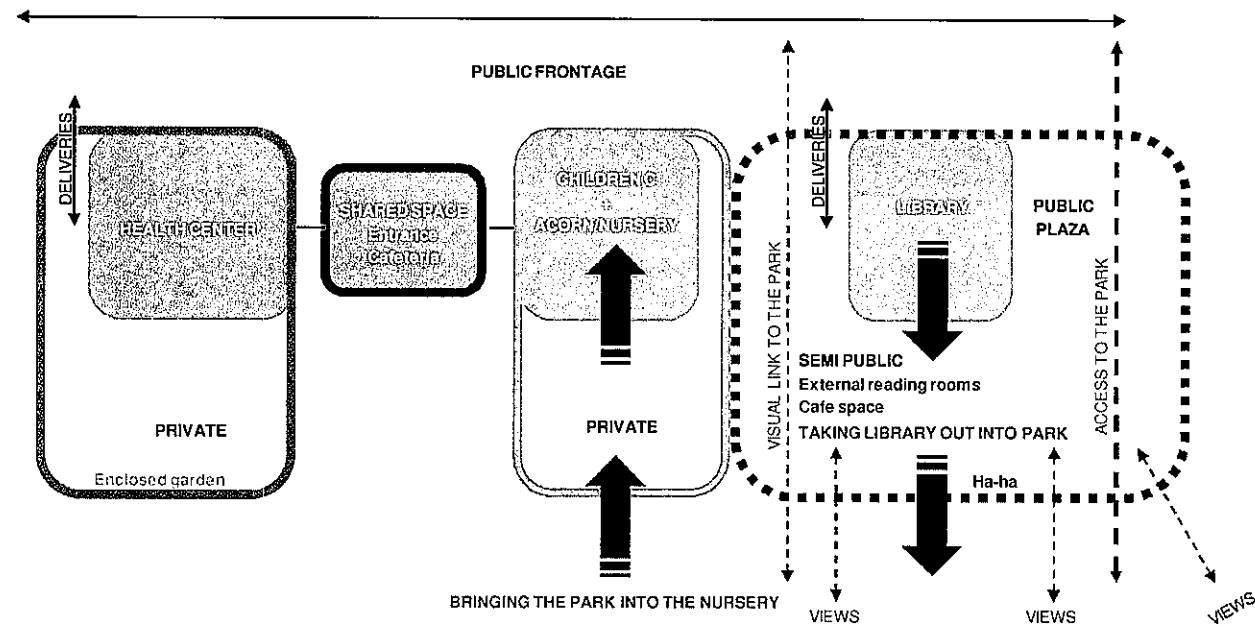 PUBLIC FRONTAGE
DELIVERIES
HEALTH CENTER
SHARED SPACE
Entrance
Cafeteria
CHILDREN C
+
ACORN/NURSERY
DELIVERIES
LIBRARY
PUBLIC
PLAZA
VISUAL LINK TO THE PARK
ACCESS TO THE PARK
SEMI PUBLIC
External reading rooms
Cafe space
TAKING LIBRARY OUT INTO PARK
PRIVATE
Enclosed garden
PRIVATE
Ha-ha
BRINGING THE PARK INTO THE NURSERY
VIEWS
VIEWS
VIEWS